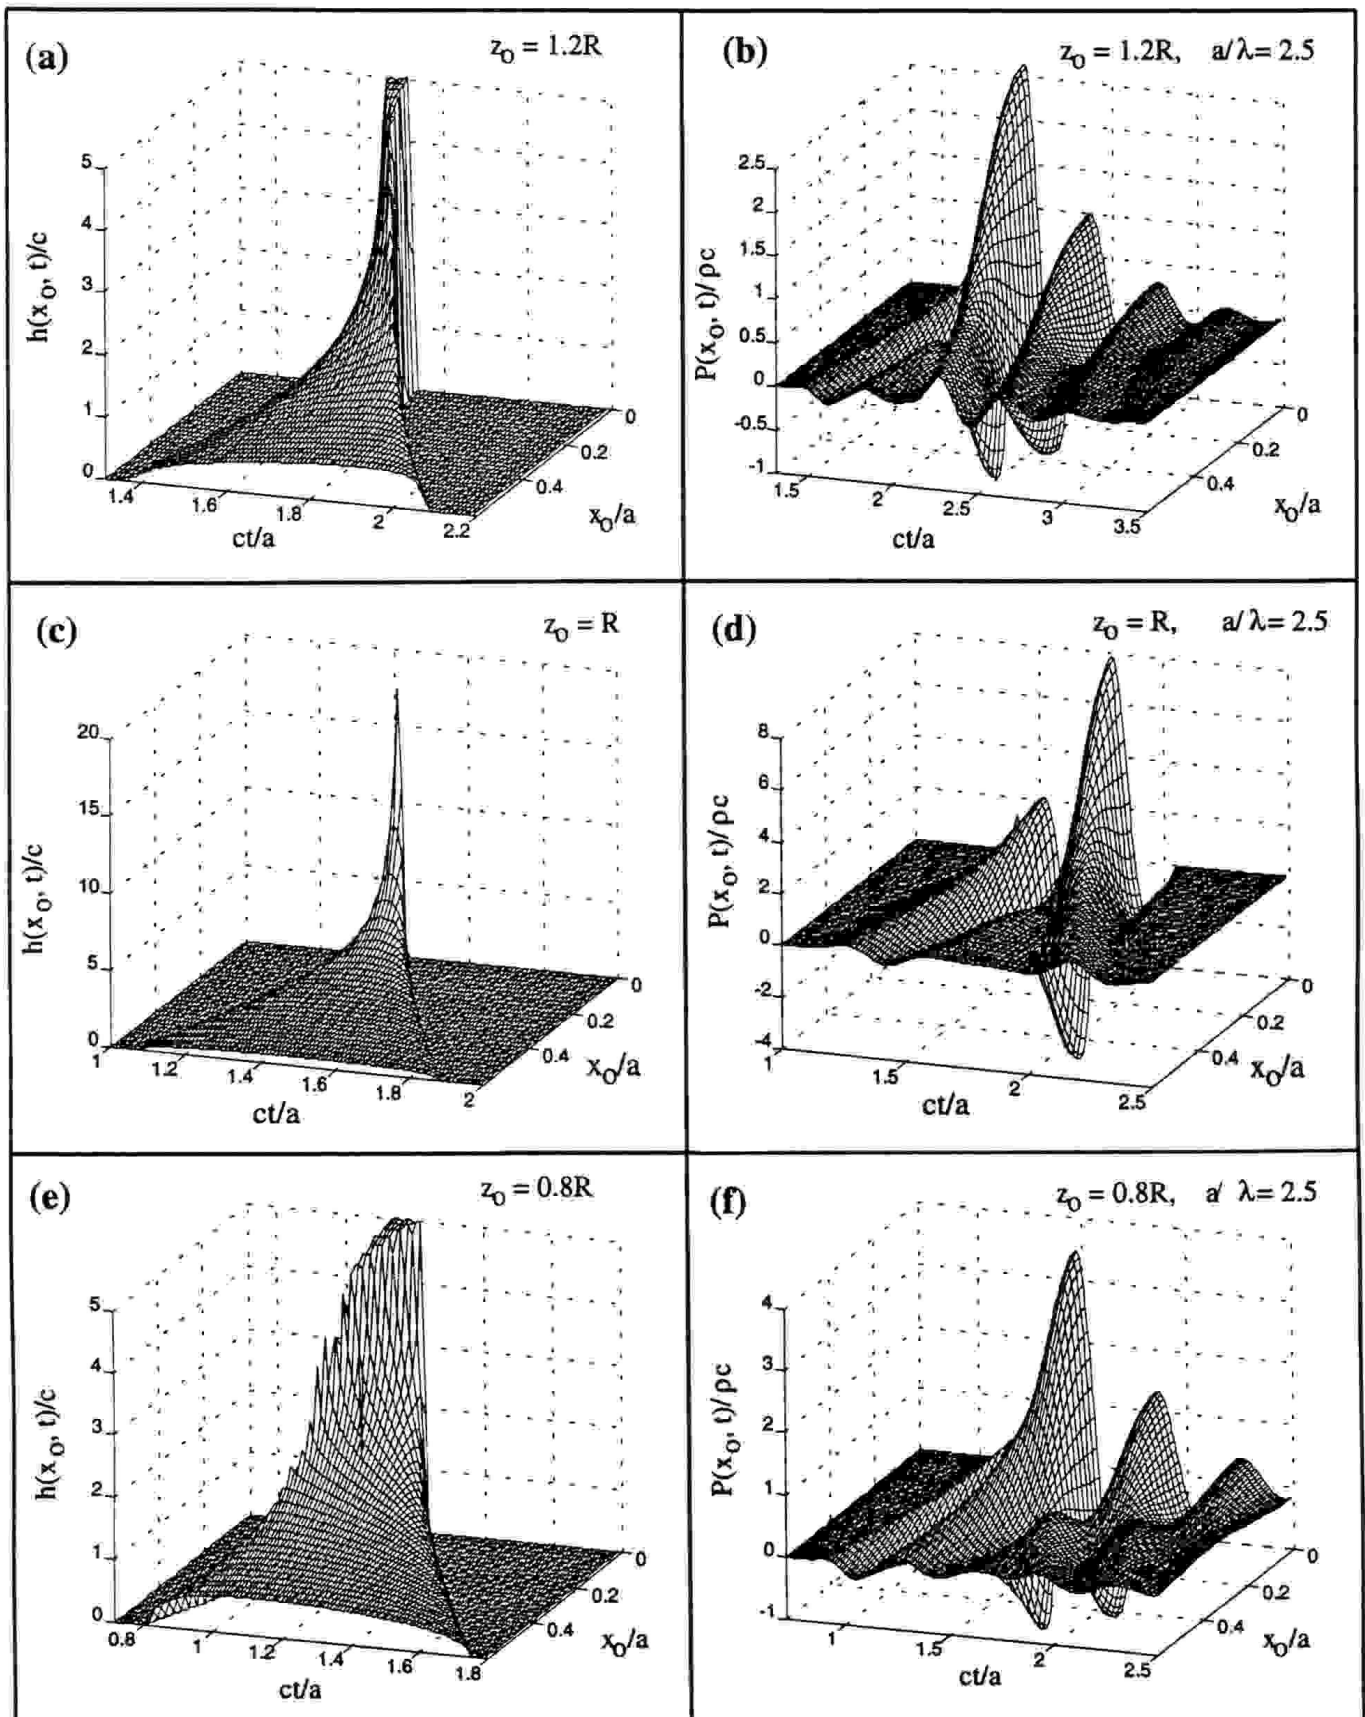 (a)
z₀ = 1.2R
h(x₀, t)/c
5
4
3
2
1
0
1.4
1.6
1.8
2
2.2
ct/a
0
0.2
0.4
x₀/a
(b)
z₀ = 1.2R, a/λ= 2.5
P(x₀, t)/ρc
2.5
2
1.5
1
0.5
0
-0.5
-1
1.5
2
2.5
3
3.5
ct/a
0
0.2
0.4
x₀/a
(c)
z₀ = R
h(x₀, t)/c
20
15
10
5
0
1
1.2
1.4
1.6
1.8
2
ct/a
0
0.2
0.4
x₀/a
(d)
z₀ = R, a/λ= 2.5
P(x₀, t)/ρc
8
6
4
2
0
-2
-4
1
1.5
2
2.5
ct/a
0
0.2
0.4
x₀/a
(e)
z₀ = 0.8R
h(x₀, t)/c
5
4
3
2
1
0
0.8
1
1.2
1.4
1.6
1.8
ct/a
0
0.2
0.4
x₀/a
(f)
z₀ = 0.8R, a/ λ= 2.5
P(x₀, t)/ρc
4
3
2
1
0
-1
1
1.5
2
2.5
ct/a
0
0.2
0.4
x₀/a